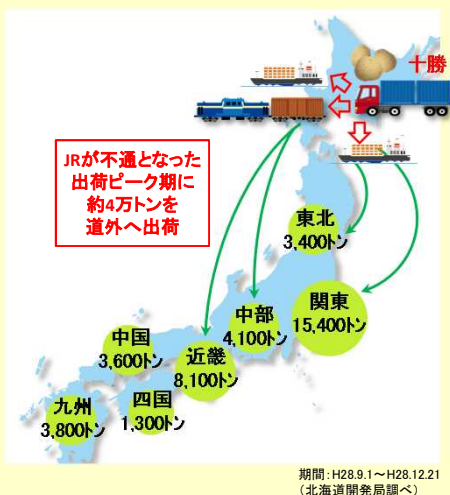 十勝
JRが不通となった
出荷ピーク期に
約4万トンを
道外へ出荷
東北
3,400トン
関東
15,400トン
中部
4,100トン
近畿
8,100トン
中国
3,600トン
四国
1,300トン
九州
3,800トン
期間:H28.9.1~H28.12.21
(北海道開発局調べ)